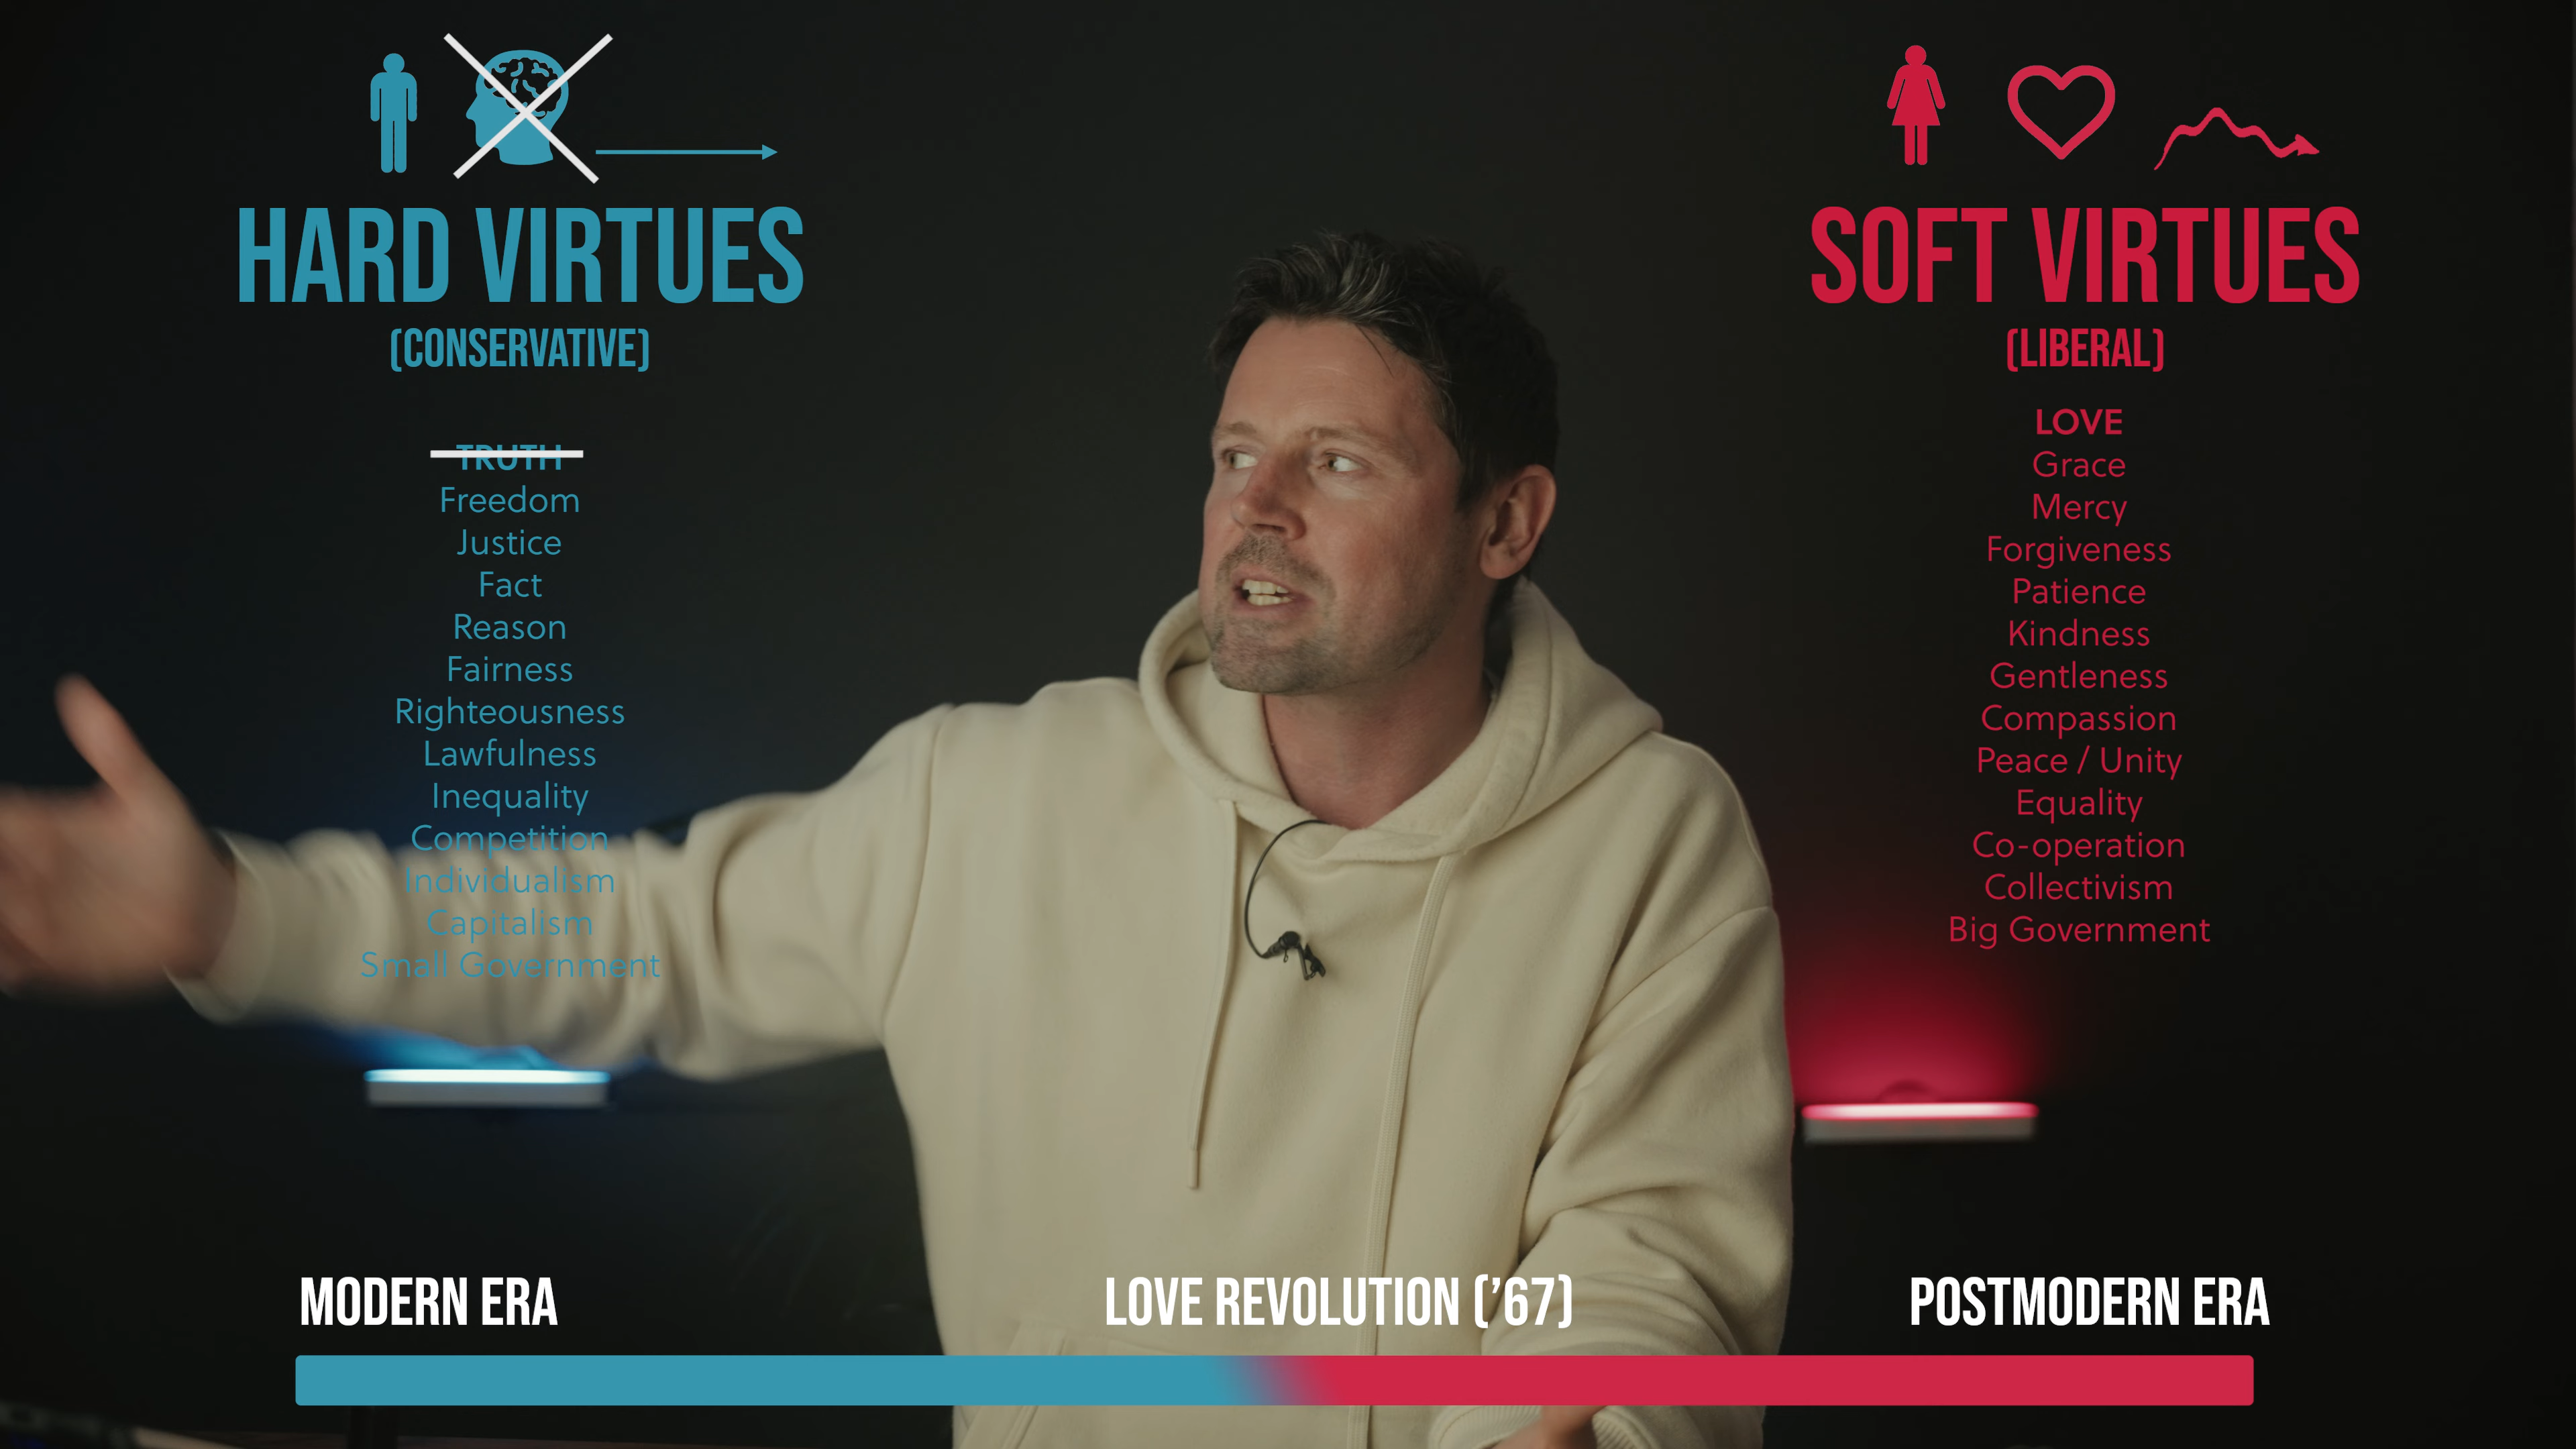 HARD VIRTUES
(CONSERVATIVE)
TRUTH
Freedom
Justice
Fact
Reason
Fairness
Righteousness
Lawfulness
Inequality
Competition
Individualism
Capitalism
Small Government
SOFT VIRTUES
(LIBERAL)
LOVE
Grace
Mercy
Forgiveness
Patience
Kindness
Gentleness
Compassion
Peace / Unity
Equality
Co-operation
Collectivism
Big Government
MODERN ERA
LOVE REVOLUTION ('67)
POSTMODERN ERA